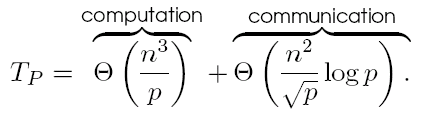 computation communication
T_P = Θ(n^3/p) + Θ(n^2/√p log p).